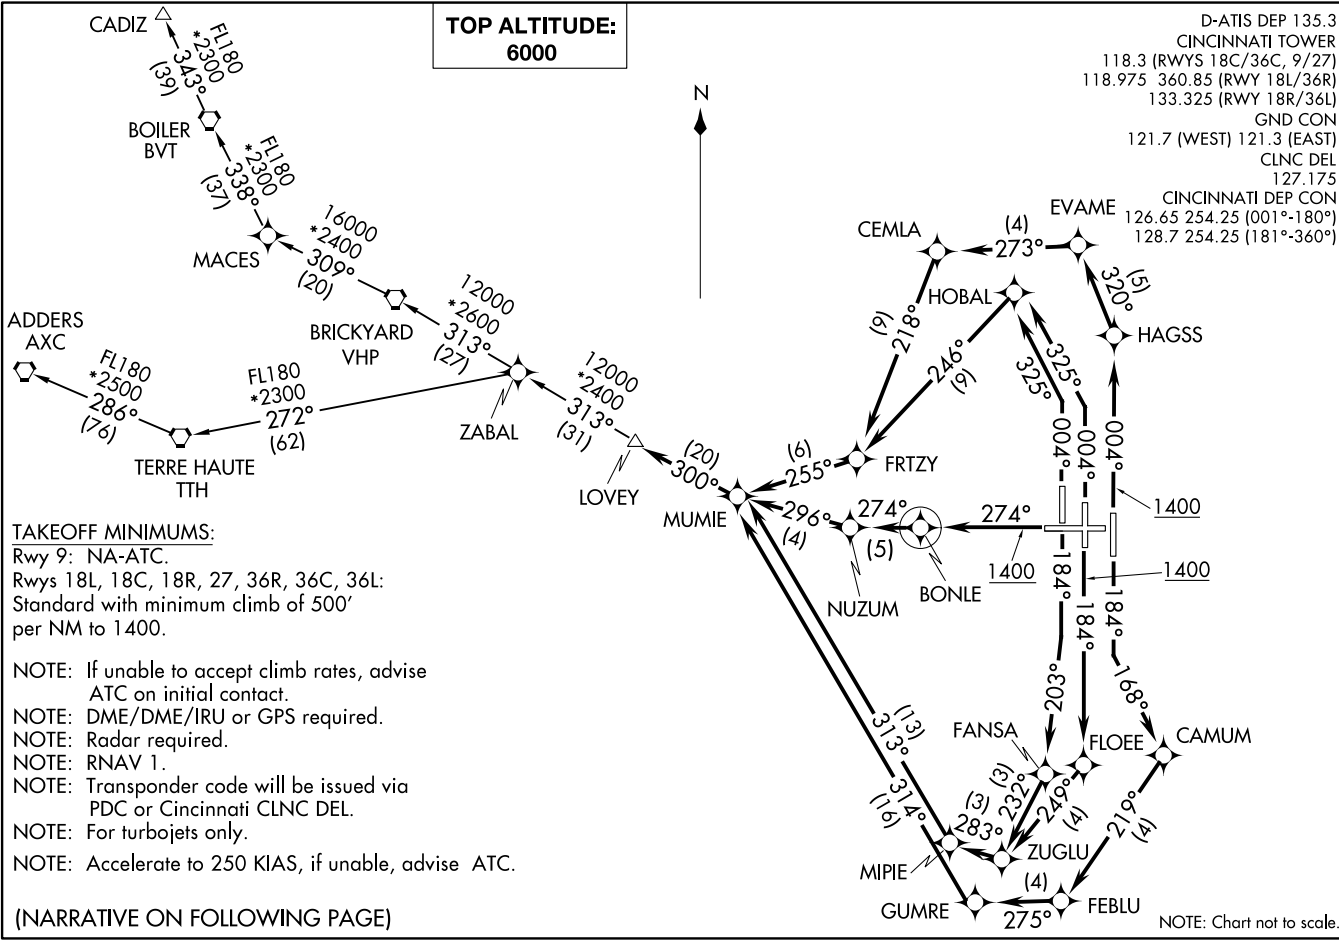 TOP ALTITUDE:
6000
D-ATIS DEP 135.3
CINCINNATI TOWER
118.3 (RWYS 18C/36C, 9/27)
118.975 360.85 (RWY 18L/36R)
133.325 (RWY 18R/36L)
GND CON
121.7 (WEST) 121.3 (EAST)
CLNC DEL
127.175
CINCINNATI DEP CON
126.65 254.25 (001°-180°)
128.7 254.25 (181°-360°)
N
CADIZ
FL180
*2300
343°
(39)
BOILER
BVT
FL180
*2300
338°
(37)
MACES
16000
*2400
309°
(20)
BRICKYARD
VHP
12000
*2600
313°
(27)
ADDERS
AXC
FL180
*2500
286°
(76)
TERRE HAUTE
TTH
FL180
*2300
272°
(62)
ZABAL
12000
*2400
313°
(31)
LOVEY
(20)
300°
MUMIE
CEMLA
(4)
273°
EVAME
(5)
320°
HAGSS
HOBAL
(9)
218°
246°
(9)
325°
325°
004°
004°
004°
1400
FRTZY
(6)
255°
296°
(4)
NUZUM
274°
(5)
BONLE
274°
1400
1400
184°
184°
184°
203°
168°
FANSA
FLOEE
CAMUM
(3)
232°
249°
(4)
219°
(4)
(3)
283°
ZUGLU
MIPIE
(13)
313°
314°
(16)
GUMRE
(4)
275°
FEBLU
TAKEOFF MINIMUMS:
Rwy 9: NA-ATC.
Rwys 18L, 18C, 18R, 27, 36R, 36C, 36L:
Standard with minimum climb of 500'
per NM to 1400.
NOTE: If unable to accept climb rates, advise
ATC on initial contact.
NOTE: DME/DME/IRU or GPS required.
NOTE: Radar required.
NOTE: RNAV 1.
NOTE: Transponder code will be issued via
PDC or Cincinnati CLNC DEL.
NOTE: For turbojets only.
NOTE: Accelerate to 250 KIAS, if unable, advise ATC.
(NARRATIVE ON FOLLOWING PAGE)
NOTE: Chart not to scale.